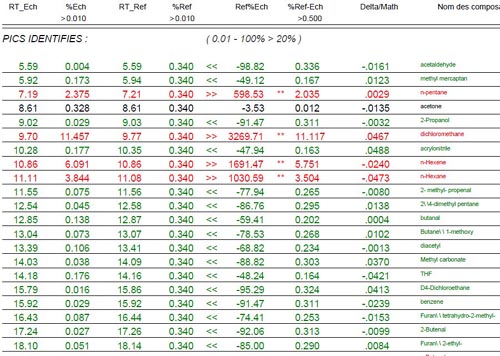 RT_Ech %Ech RT_Ref %Ref Ref%Ech %Ref-Ech Delta/Math Nom des composa
>0.010 >0.010 >0.500
PICS IDENTIFIES : ( 0.01 - 100% > 20% )
5.59 0.004 5.59 0.340 << -98.82 0.336 -.0161 acetaldehyde
5.92 0.173 5.94 0.340 << -49.12 0.167 .0123 methyl mercaptan
7.19 2.375 7.21 0.340 >> 598.53 ** 2.035 .0029 n-pentane
8.61 0.328 8.61 0.340 -3.53 0.012 -.0135 acetone
9.02 0.029 9.03 0.340 << -91.47 0.311 -.0032 2-Propanol
9.70 11.457 9.77 0.340 >> 3269.71 ** 11.117 .0467 dichloromethane
10.28 0.177 10.35 0.340 << -47.94 0.163 .0488 acrylonitrile
10.86 6.091 10.86 0.340 >> 1691.47 ** 5.751 -.0240 n-Hexene
11.11 3.844 11.08 0.340 >> 1030.59 ** 3.504 -.0473 n-Hexane
11.55 0.075 11.56 0.340 << -77.94 0.265 -.0080 2- methyl- propenal
12.54 0.045 12.58 0.340 << -86.76 0.295 .0138 2\4-dimethyl pentane
12.85 0.138 12.87 0.340 << -59.41 0.202 .0004 butanal
13.04 0.073 13.07 0.340 << -78.53 0.268 .0102 Butane\ \ 1-methoxy
13.39 0.106 13.41 0.340 << -68.82 0.234 -.0013 diacetyl
14.03 0.038 14.09 0.340 << -88.82 0.303 .0370 Methyl carbonate
14.18 0.176 14.16 0.340 << -48.24 0.164 -.0421 THF
15.79 0.016 15.86 0.340 << -95.29 0.324 .0413 D4-Dichloroethane
15.92 0.029 15.92 0.340 << -91.47 0.311 -.0239 benzene
16.43 0.087 16.44 0.340 << -74.41 0.253 -.0153 Furan\ \ tetrahydro-2-methyl-
17.24 0.027 17.26 0.340 << -92.06 0.313 -.0099 2-Butenal
18.10 0.051 18.14 0.340 << -85.00 0.290 .0084 Furan\ \ 2-ethyl-